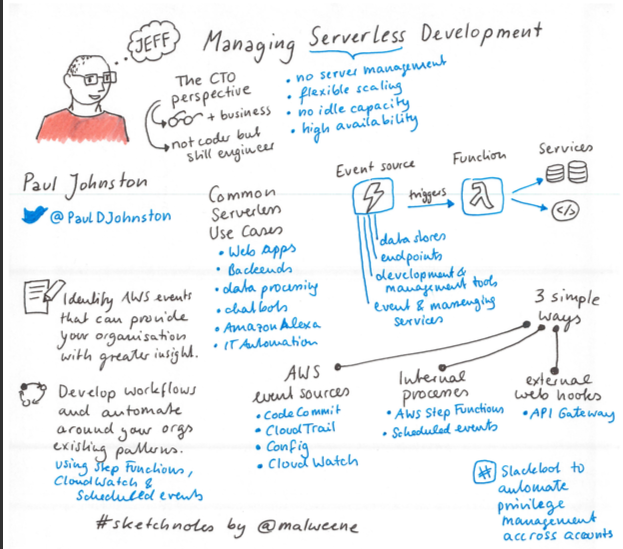 JEFF
Managing Serverless Development
The CTO
perspective
+ business
not coder but
still engineer
• no server management
• flexible scaling
• no idle capacity
• high availability
Paul Johnston
@PaulDJohnston
Common
Serverless
Use Cases
• Web apps
• Backends
• data processing
• chatbots
• Amazon Alexa
• IT Automation
Event source
triggers
Function
λ
Services
</>
data stores
endpoints
development &
management tools
event & messenging
services
Identify AWS events
that can provide
your organisation
with greater insight.
Develop workflows
and automate
around your orgs
existing patterns.
using Step Functions,
CloudWatch &
Scheduled events
3 simple
ways
AWS
event sources
• CodeCommit
• CloudTrail
• Config
• CloudWatch
Internal
processes
• AWS Step Functions
• Scheduled events
external
web hooks
• API Gateway
# Slackbot to
automate
privilege
management
accross accounts
#sketchnotes by @malweene